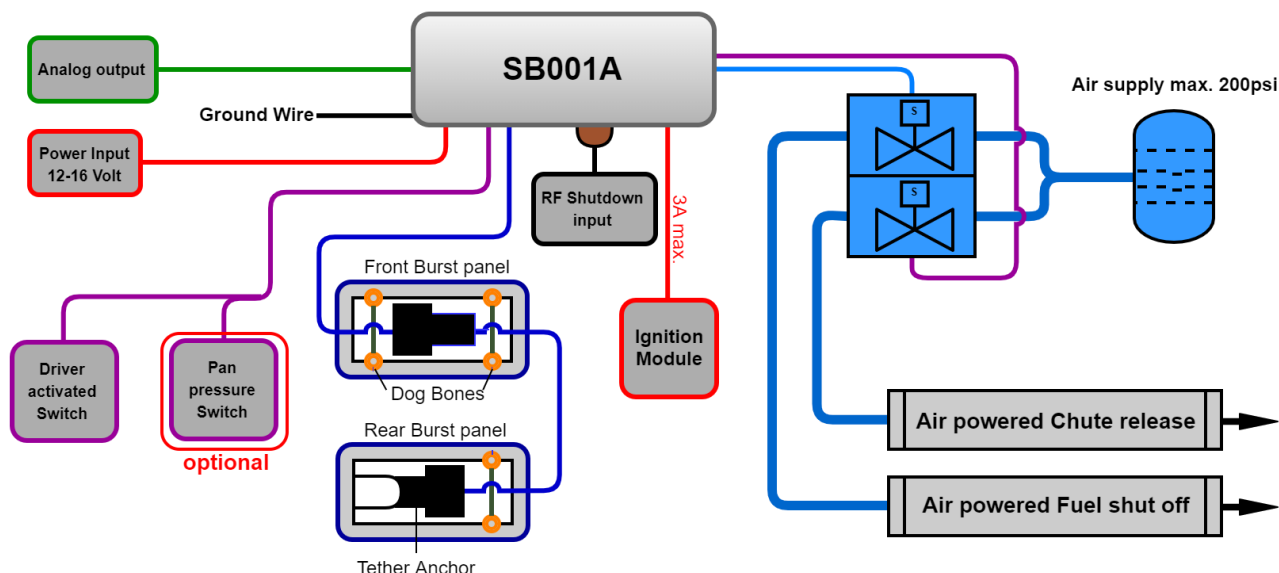 SB001A
Analog output
Ground Wire
Power Input
12-16 Volt
RF Shutdown
input
3A max.
Air supply max. 200psi
S
S
Front Burst panel
Dog Bones
Rear Burst panel
Tether Anchor
Driver
activated
Switch
Pan
pressure
Switch
optional
Ignition
Module
Air powered Chute release
Air powered Fuel shut off